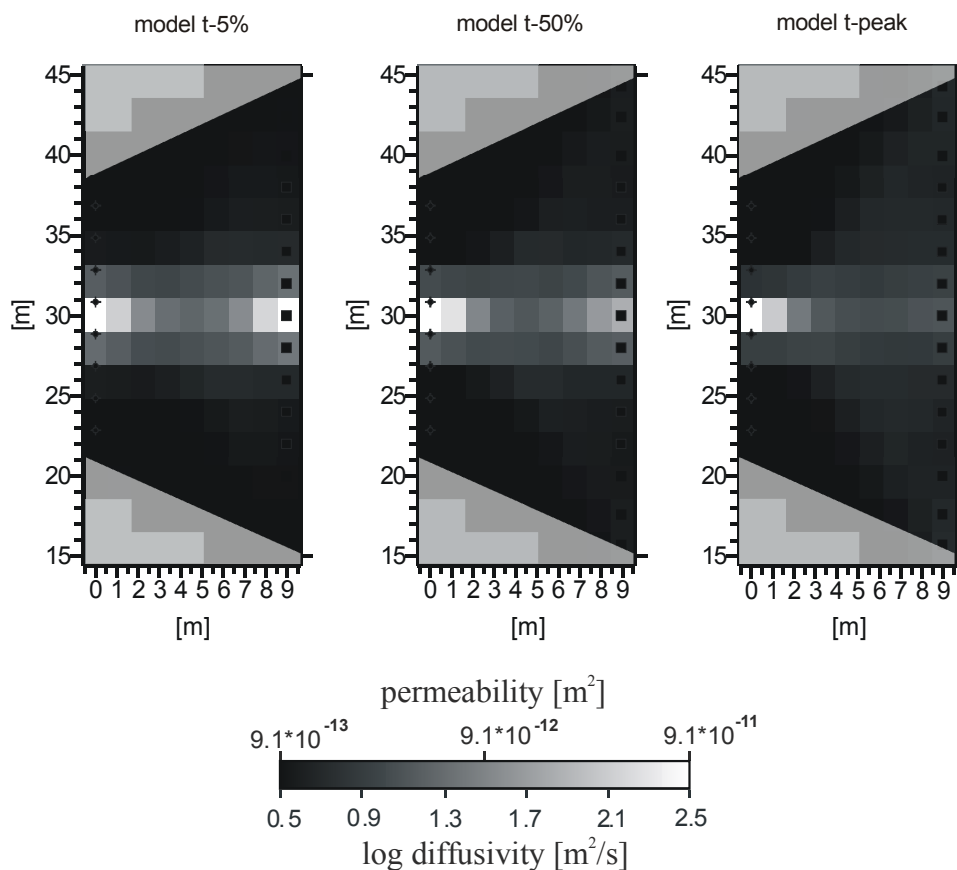 model t-5% model t-50% model t-peak
45 45 45
40 40 40
35 35 35
[m] 30 [m] 30 [m] 30
25 25 25
20 20 20
15 15 15
0 1 2 3 4 5 6 7 8 9 0 1 2 3 4 5 6 7 8 9 0 1 2 3 4 5 6 7 8 9
[m] [m] [m]
permeability [m²]
9.1*10⁻¹³ 9.1*10⁻¹² 9.1*10⁻¹¹
0.5 0.9 1.3 1.7 2.1 2.5
log diffusivity [m²/s]